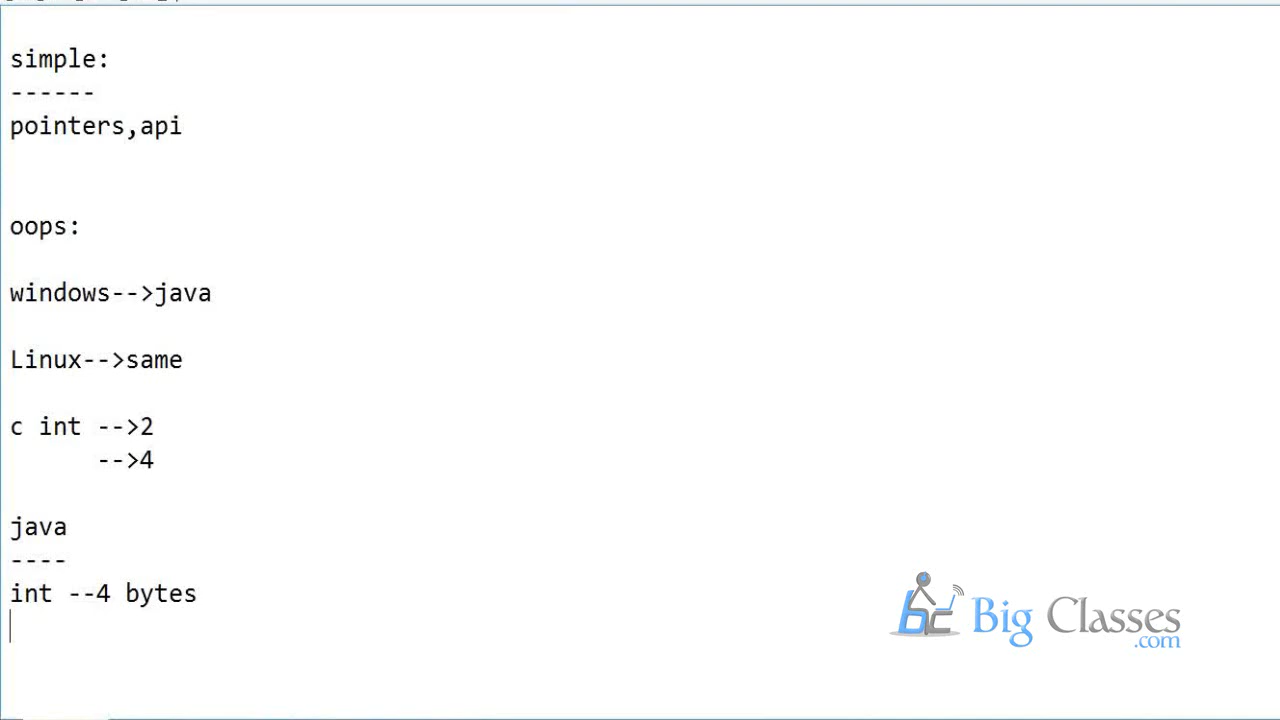 simple:
------
pointers,api
oops:
windows-->java
Linux-->same
c int -->2
-->4
java
----
int --4 bytes
Big Classes
.com